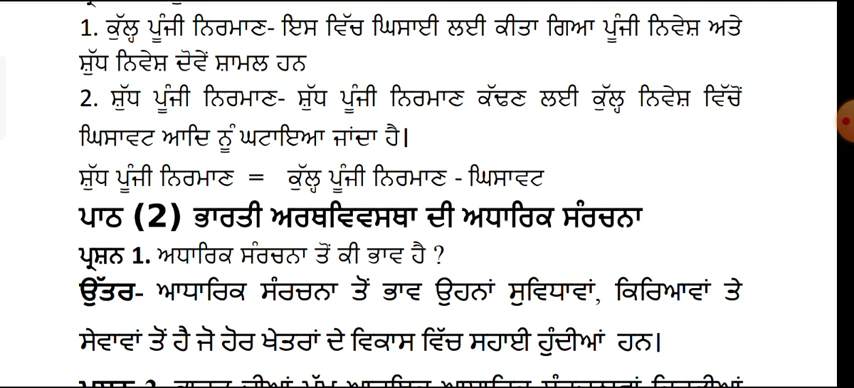 1. ਕੁੱਲ੍ਹ ਪੂੰਜੀ ਨਿਰਮਾਣ- ਇਸ ਵਿੱਚ ਘਿਸਾਈ ਲਈ ਕੀਤਾ ਗਿਆ ਪੂੰਜੀ ਨਿਵੇਸ਼ ਅਤੇ
ਸ਼ੁੱਧ ਨਿਵੇਸ਼ ਦੋਵੇਂ ਸ਼ਾਮਲ ਹਨ
2. ਸ਼ੁੱਧ ਪੂੰਜੀ ਨਿਰਮਾਣ- ਸ਼ੁੱਧ ਪੂੰਜੀ ਨਿਰਮਾਣ ਕੱਢਣ ਲਈ ਕੁੱਲ੍ਹ ਨਿਵੇਸ਼ ਵਿੱਚੋਂ
ਘਿਸਾਵਟ ਆਦਿ ਨੂੰ ਘਟਾਇਆ ਜਾਂਦਾ ਹੈ।
ਸ਼ੁੱਧ ਪੂੰਜੀ ਨਿਰਮਾਣ = ਕੁੱਲ੍ਹ ਪੂੰਜੀ ਨਿਰਮਾਣ - ਘਿਸਾਵਟ
ਪਾਠ (2) ਭਾਰਤੀ ਅਰਥਵਿਵਸਥਾ ਦੀ ਅਧਾਰਿਕ ਸੰਰਚਨਾ
ਪ੍ਰਸ਼ਨ 1. ਅਧਾਰਿਕ ਸੰਰਚਨਾ ਤੋਂ ਕੀ ਭਾਵ ਹੈ ?
ਉੱਤਰ- ਆਧਾਰਿਕ ਸੰਰਚਨਾ ਤੋਂ ਭਾਵ ਉਹਨਾਂ ਸੁਵਿਧਾਵਾਂ, ਕਿਰਿਆਵਾਂ ਤੇ
ਸੇਵਾਵਾਂ ਤੋਂ ਹੈ ਜੋ ਹੋਰ ਖੇਤਰਾਂ ਦੇ ਵਿਕਾਸ ਵਿੱਚ ਸਹਾਈ ਹੁੰਦੀਆਂ ਹਨ।